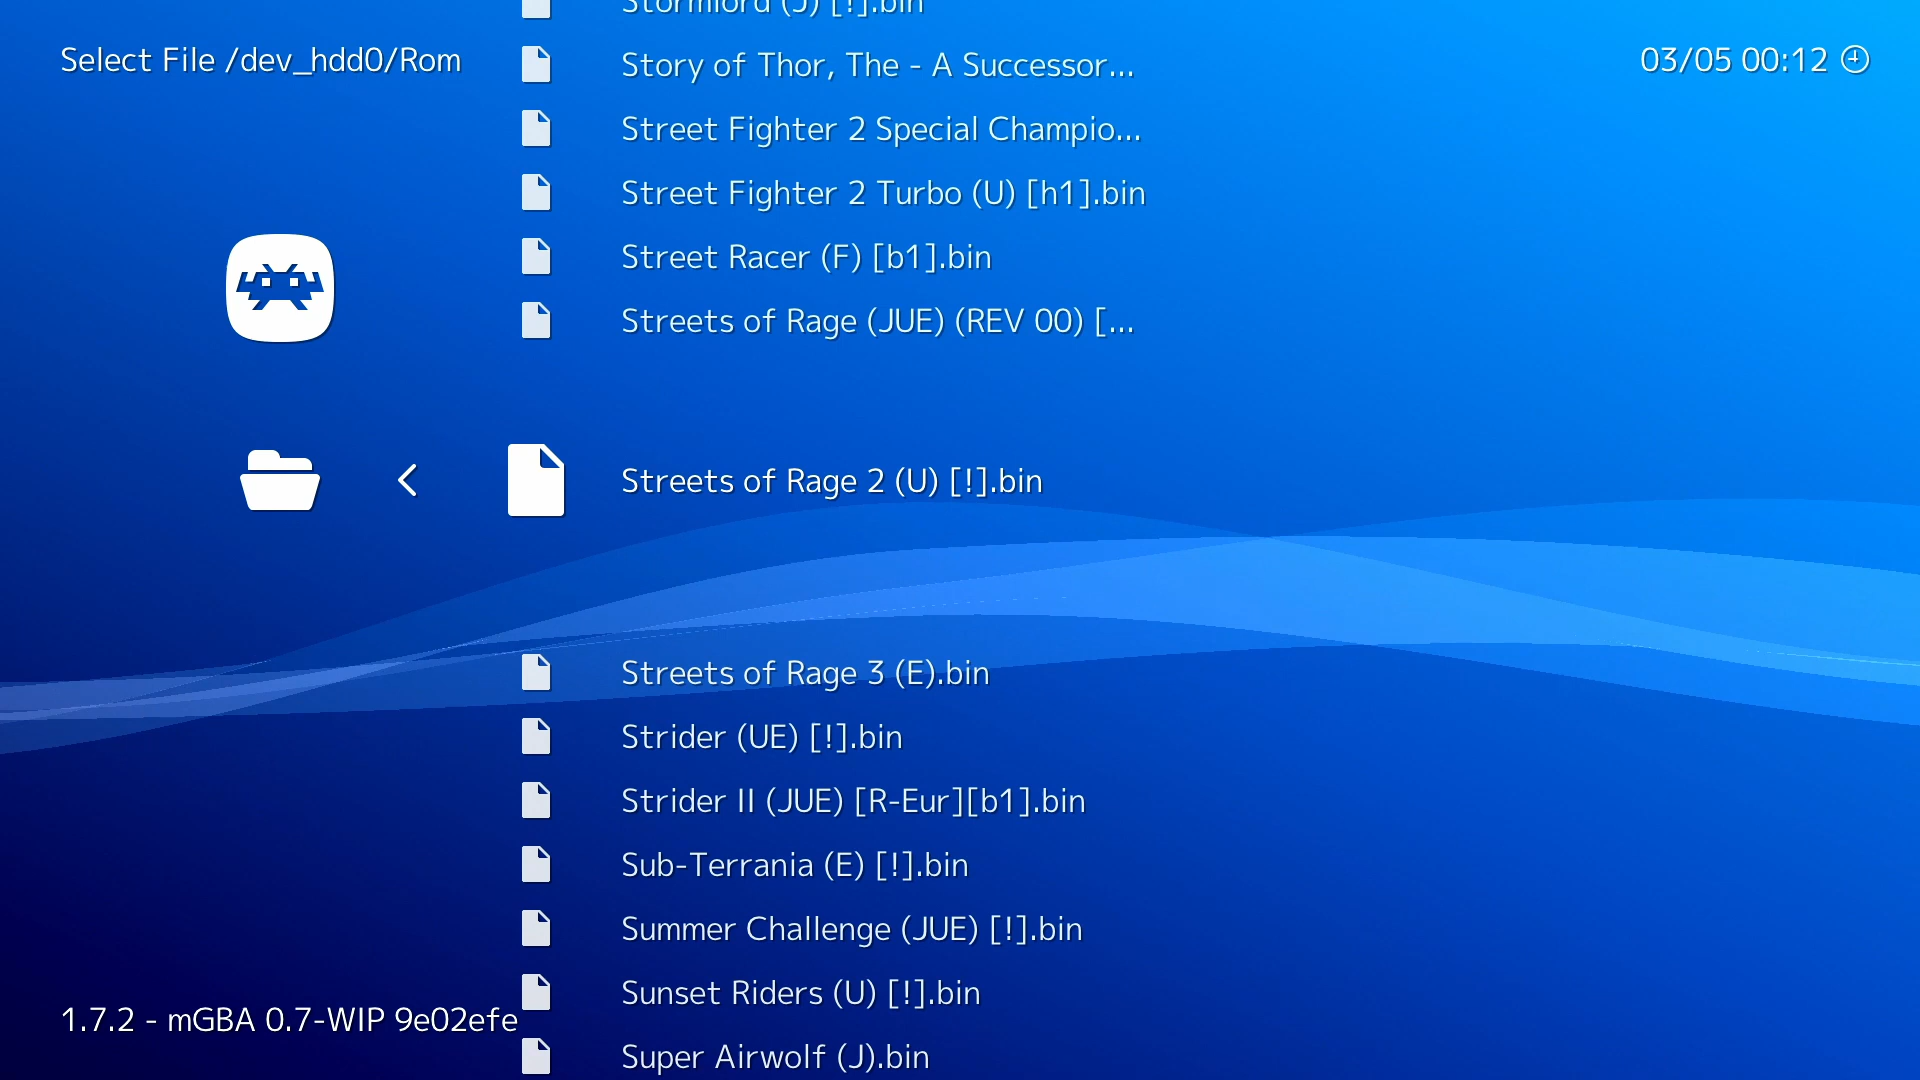 Stormlord (J) [!].bin
Select File /dev_hdd0/Rom
03/05 00:12
Story of Thor, The - A Successor...
Street Fighter 2 Special Champio...
Street Fighter 2 Turbo (U) [h1].bin
Street Racer (F) [b1].bin
Streets of Rage (JUE) (REV 00) [...
Streets of Rage 2 (U) [!].bin
Streets of Rage 3 (E).bin
Strider (UE) [!].bin
Strider II (JUE) [R-Eur][b1].bin
Sub-Terrania (E) [!].bin
Summer Challenge (JUE) [!].bin
Sunset Riders (U) [!].bin
1.7.2 - mGBA 0.7-WIP 9e02efe
Super Airwolf (J).bin